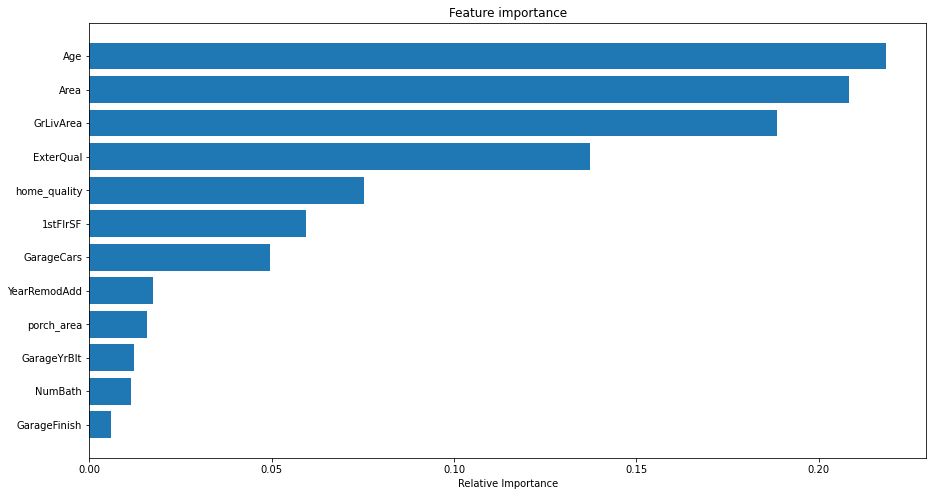 Feature importance
Age
Area
GrLivArea
ExterQual
home_quality
1stFlrSF
GarageCars
YearRemodAdd
porch_area
GarageYrBlt
NumBath
GarageFinish
0.00 0.05 0.10 0.15 0.20
Relative Importance